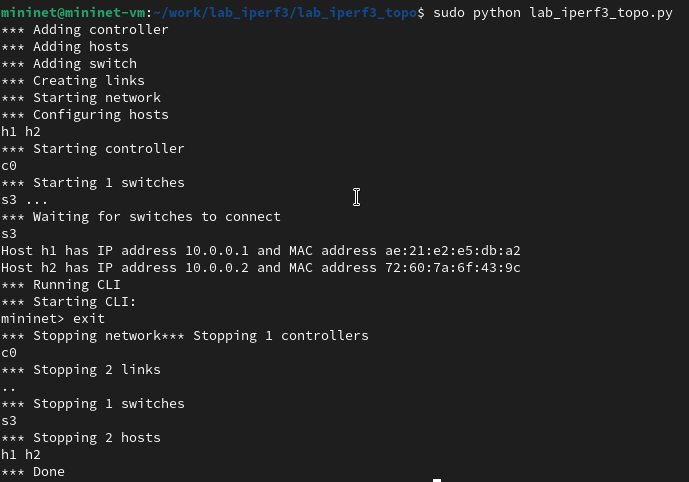 mininet@mininet-vm:~/work/lab_iperf3/lab_iperf3_topo$ sudo python lab_iperf3_topo.py
*** Adding controller
*** Adding hosts
*** Adding switch
*** Creating links
*** Starting network
*** Configuring hosts
h1 h2
*** Starting controller
c0
*** Starting 1 switches
s3 ...
*** Waiting for switches to connect
s3
Host h1 has IP address 10.0.0.1 and MAC address ae:21:e2:e5:db:a2
Host h2 has IP address 10.0.0.2 and MAC address 72:60:7a:6f:43:9c
*** Running CLI
*** Starting CLI:
mininet> exit
*** Stopping network*** Stopping 1 controllers
c0
*** Stopping 2 links
..
*** Stopping 1 switches
s3
*** Stopping 2 hosts
h1 h2
*** Done